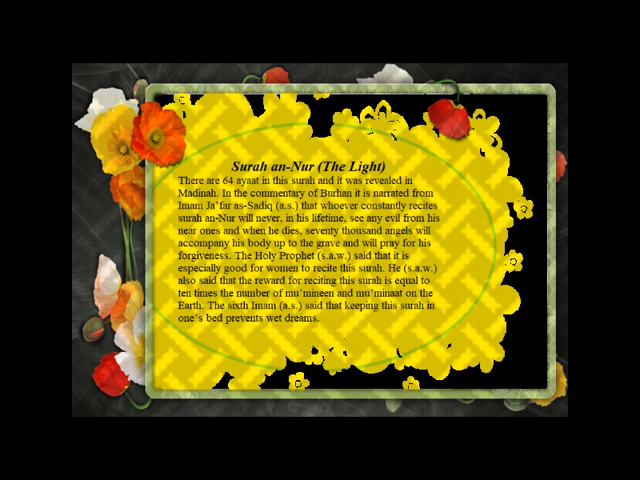 Surah an-Nur (The Light)
There are 64 ayaat in this surah and it was revealed in
Madinah. In the commentary of Burhan it is narrated from
Imam Ja’far as-Sadiq (a.s.) that whoever constantly recites
surah an-Nur will never, in his lifetime, see any evil from his
near ones and when he dies, seventy thousand angels will
accompany his body up to the grave and will pray for his
forgiveness. The Holy Prophet (s.a.w.) said that it is
especially good for women to recite this surah. He (s.a.w.)
also said that the reward for reciting this surah is equal to
ten times the number of mu’mineen and mu’minaat on the
Earth. The sixth Imam (a.s.) said that keeping this surah in
one’s bed prevents wet dreams.